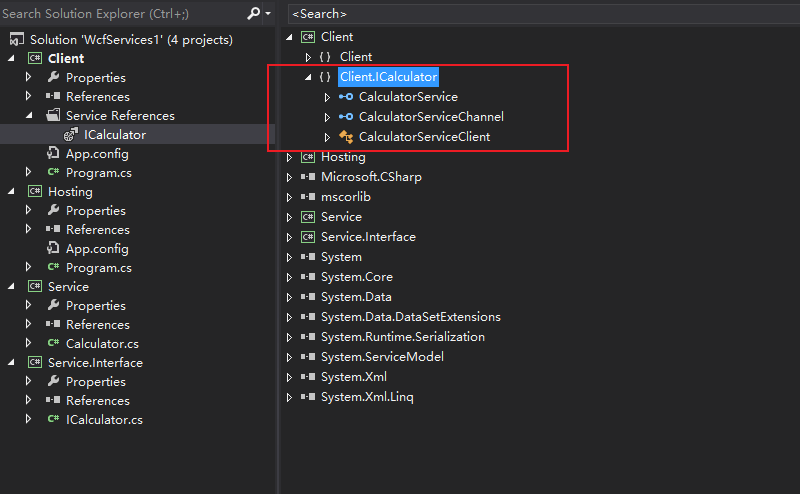 Search Solution Explorer (Ctrl+;)
Solution 'WcfServices1' (4 projects)
Client
Properties
References
Service References
ICalculator
App.config
C# Program.cs
Hosting
Properties
References
App.config
C# Program.cs
Service
Properties
References
C# Calculator.cs
Service.Interface
Properties
References
C# ICalculator.cs
<Search>
C# Client
{ } Client
{ } Client.ICalculator
CalculatorService
CalculatorServiceChannel
CalculatorServiceClient
C# Hosting
Microsoft.CSharp
mscorlib
C# Service
C# Service.Interface
System
System.Core
System.Data
System.Data.DataSetExtensions
System.Runtime.Serialization
System.ServiceModel
System.Xml
System.Xml.Linq